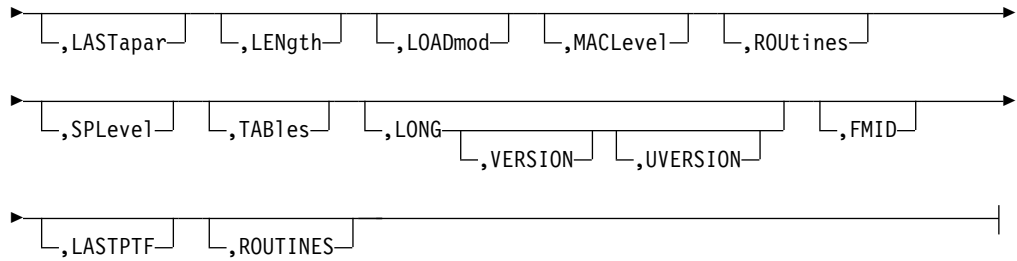 ,LASTapar ,LENgth ,LOADmod ,MACLevel ,ROUtines
,SPLevel ,TABles ,LONG ,FMID
,VERSION ,UVERSION
,LASTPTF ,ROUTINES